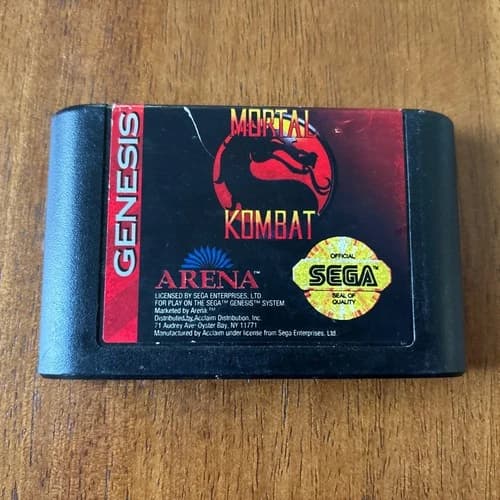 GENESIS
MORTAL
KOMBAT
ARENA™
LICENSED BY SEGA ENTERPRISES, LTD.
FOR PLAY ON THE SEGA™ GENESIS™ SYSTEM
Marketed by Arena ™
Distributed by Acclaim Distribution, Inc.
71 Audrey Ave· Oyster Bay, NY 11771
Manufactured by Acclaim under license from Sega Enterprises, Ltd.
OFFICIAL
SEGA
SEAL OF
QUALITY